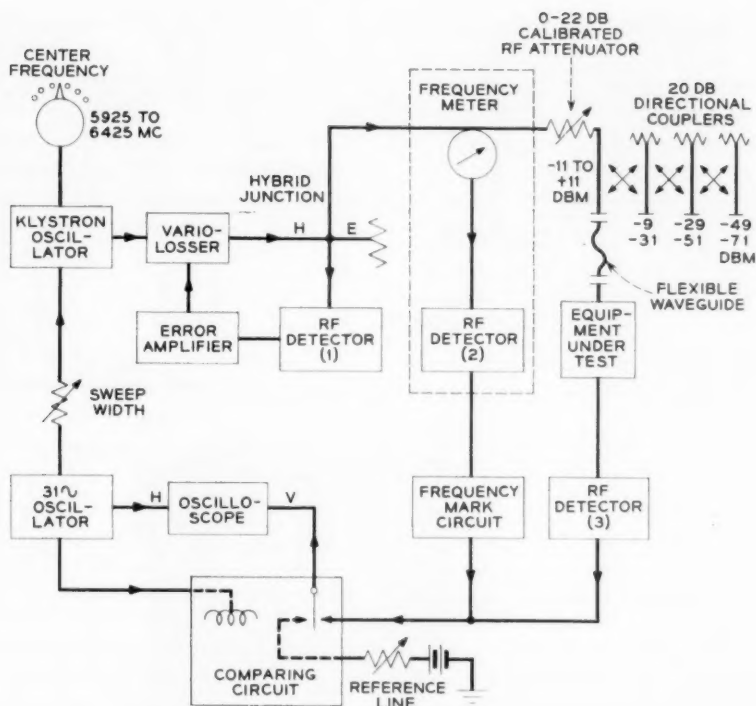 0-22 DB
CALIBRATED
RF ATTENUATOR
CENTER
FREQUENCY
5925 TO
6425 MC
FREQUENCY
METER
20 DB
DIRECTIONAL
COUPLERS
-11 TO
+11
DBM
HYBRID
JUNCTION
KLYSTRON
OSCIL-
LATOR
VARIO-
LOSSER
H
E
-9
-31
-29
-51
-49
-71
DBM
FLEXIBLE
WAVEGUIDE
ERROR
AMPLIFIER
RF
DETECTOR
(1)
RF
DETECTOR
(2)
EQUIP-
MENT
UNDER
TEST
SWEEP
WIDTH
31~
OSCIL-
LATOR
H
OSCILLO-
SCOPE
V
FREQUENCY
MARK
CIRCUIT
RF
DETECTOR
(3)
COMPARING
CIRCUIT
REFERENCE
LINE